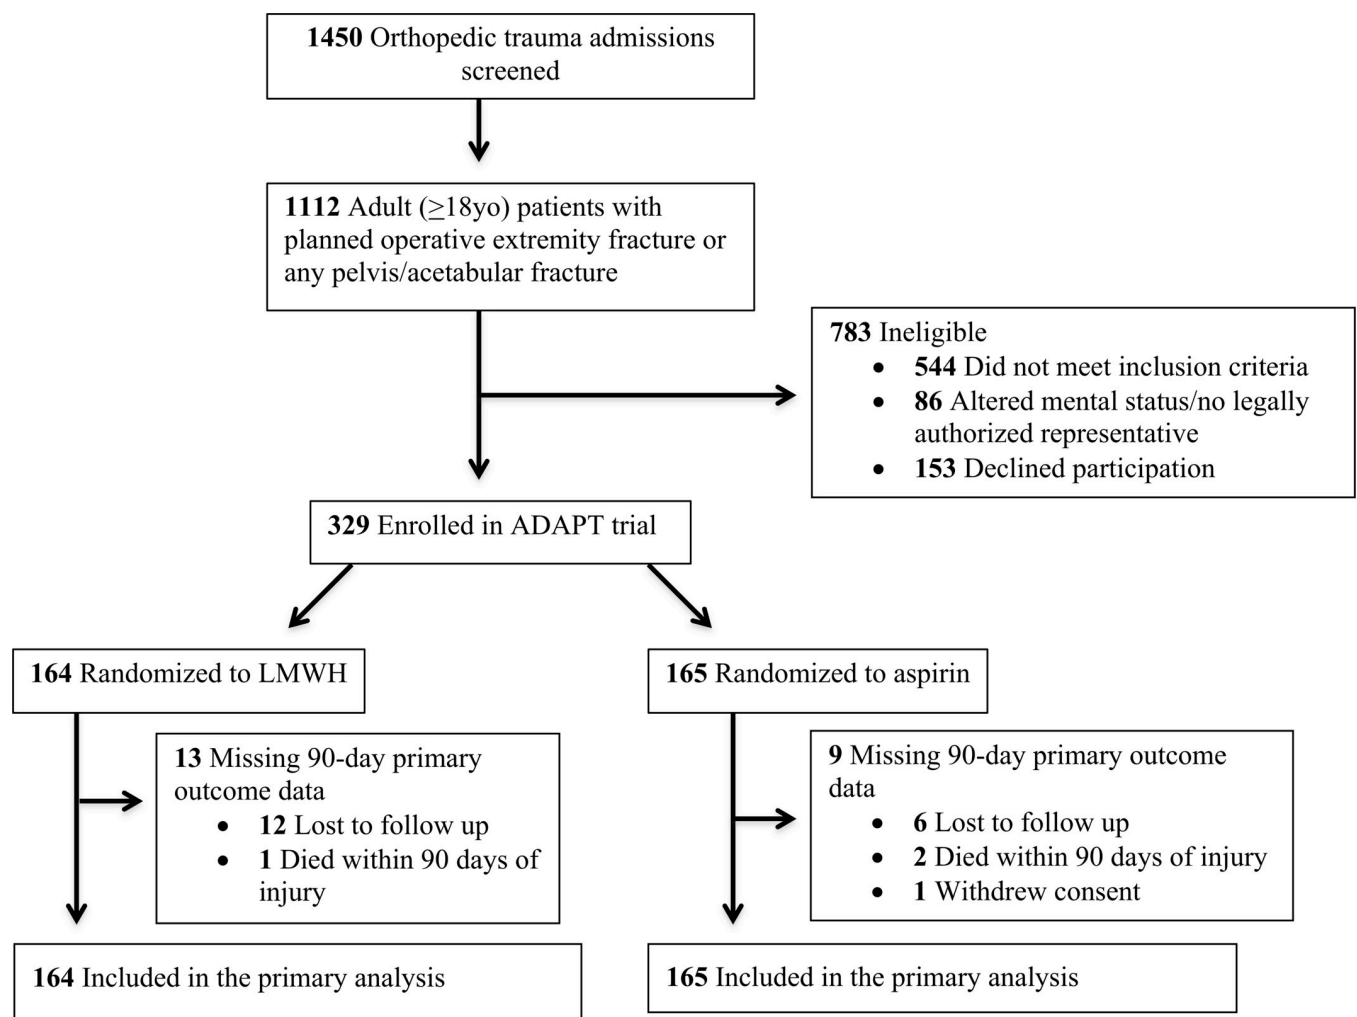 1450 Orthopedic trauma admissions
screened
1112 Adult (≥18yo) patients with
planned operative extremity fracture or
any pelvis/acetabular fracture
783 Ineligible
• 544 Did not meet inclusion criteria
• 86 Altered mental status/no legally
authorized representative
• 153 Declined participation
329 Enrolled in ADAPT trial
164 Randomized to LMWH
165 Randomized to aspirin
13 Missing 90-day primary
outcome data
• 12 Lost to follow up
• 1 Died within 90 days of
injury
9 Missing 90-day primary outcome
data
• 6 Lost to follow up
• 2 Died within 90 days of injury
• 1 Withdrew consent
164 Included in the primary analysis
165 Included in the primary analysis